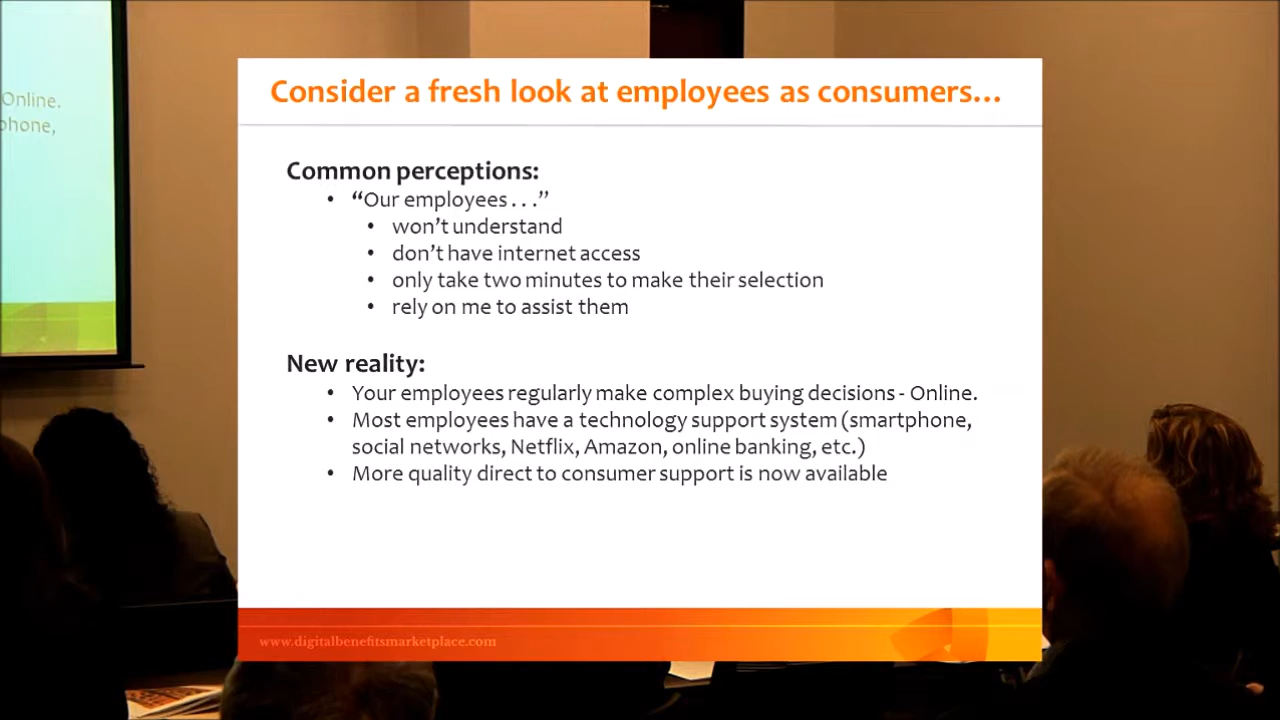 Online.
phone,
Consider a fresh look at employees as consumers...
Common perceptions:
• “Our employees . . .”
• won’t understand
• don’t have internet access
• only take two minutes to make their selection
• rely on me to assist them
New reality:
• Your employees regularly make complex buying decisions - Online.
• Most employees have a technology support system (smartphone,
social networks, Netflix, Amazon, online banking, etc.)
• More quality direct to consumer support is now available
www.digitalbenefitsmarketplace.com